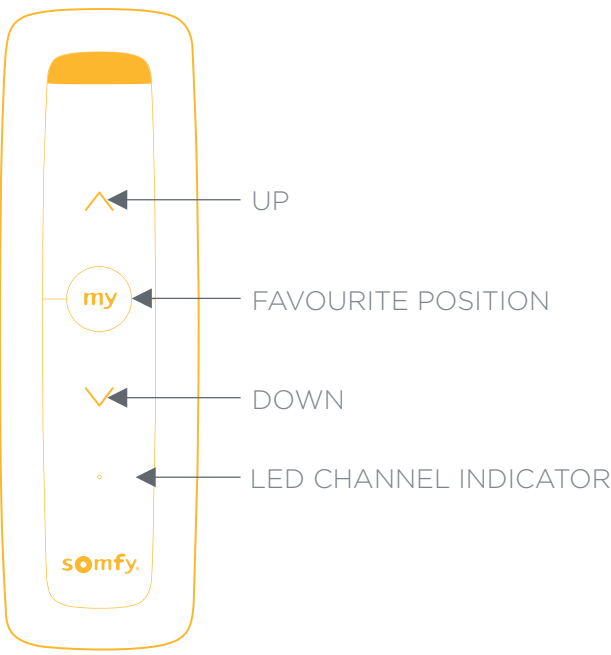 UP
my
FAVOURITE POSITION
DOWN
LED CHANNEL INDICATOR
somfy.